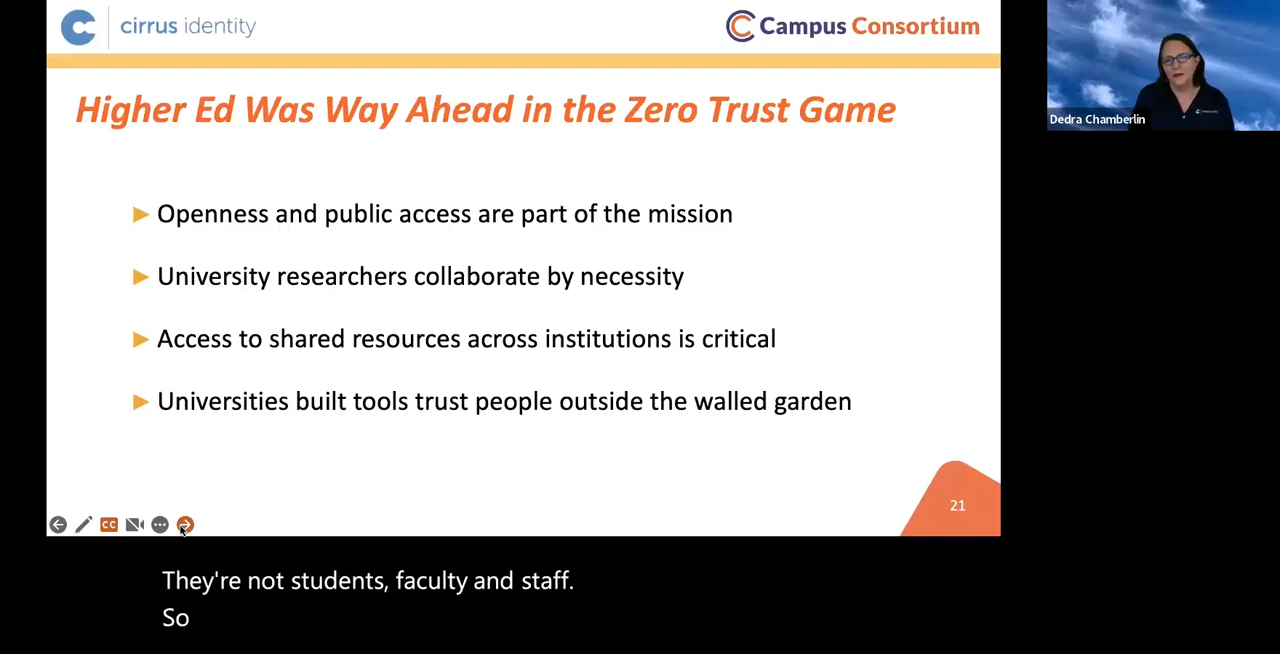 cirrus identity
Campus Consortium
Dedra Chamberlin
Higher Ed Was Way Ahead in the Zero Trust Game
Openness and public access are part of the mission
University researchers collaborate by necessity
Access to shared resources across institutions is critical
Universities built tools trust people outside the walled garden
21
CC
They're not students, faculty and staff.
So